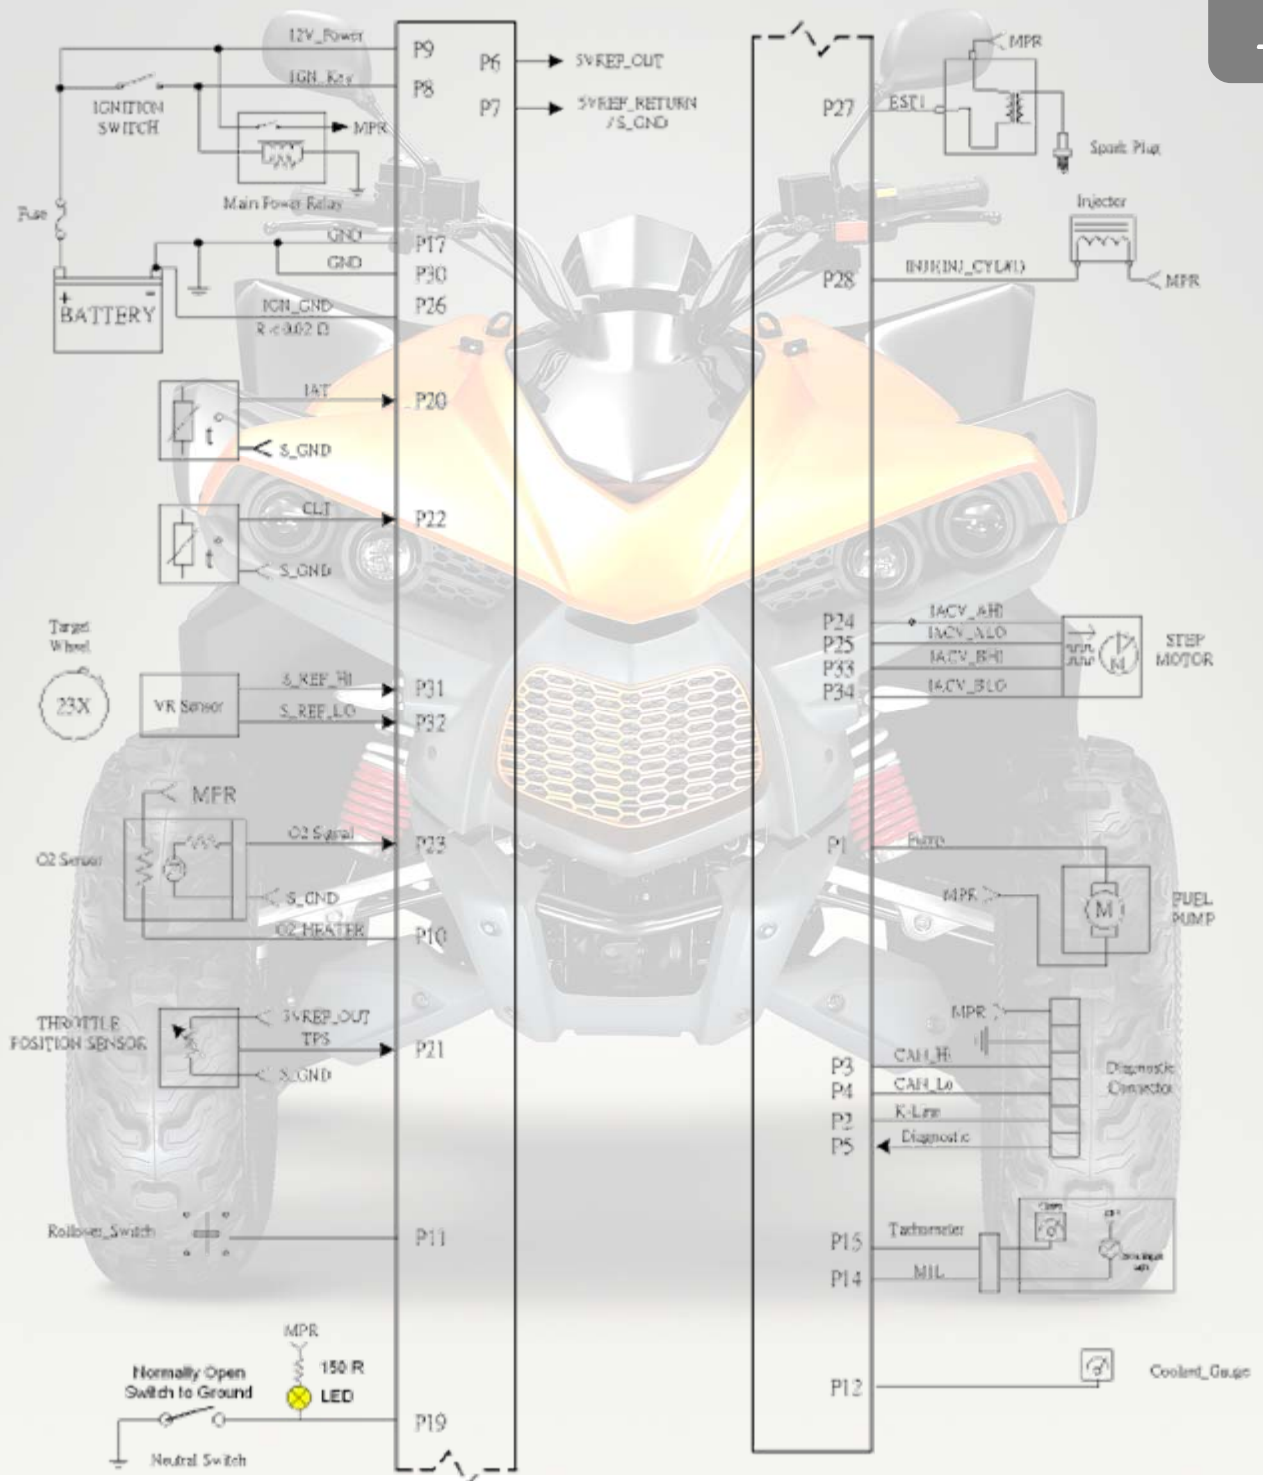 12V_Power
P9
IGN_Key
P8
IGNITION
SWITCH
MPR
Main Power Relay
Fuse
GND
P17
GND
P30
+ -
BATTERY
IGN_GND
P26
R<0.02 Ω
P6
5VREF_OUT
P7
5VREF_RETURN
/S_GND
IAT
P20
t°
S_GND
CLT
P22
t°
S_GND
Target
Wheel
23X
VR Sensor
S_REF_HI
P31
S_REF_LO
P32
MPR
O2 Sensor
O2 Signal
P23
S_GND
O2_HEATER
P10
THROTTLE
POSITION SENSOR
5VREF_OUT
TPS
P21
S_GND
Rollover_Switch
P11
MPR
150 R
LED
Normally Open
Switch to Ground
P19
Neutral Switch
MPR
P27
EST1
Spark Plug
Injector
P28
INJ1(INJ_CYL#1)
MPR
P24
IACV_AHI
P25
IACV_ALO
P33
IACV_BHI
P34
IACV_BLO
M
STEP
MOTOR
P1
Pump
MPR
M
FUEL
PUMP
MPR
P3
CAN_Hi
P4
CAN_Lo
P2
K-Line
P5
Diagnostic
Diagnostic
Connector
P15
Tachometer
P14
MIL
P12
Coolant_Gauge